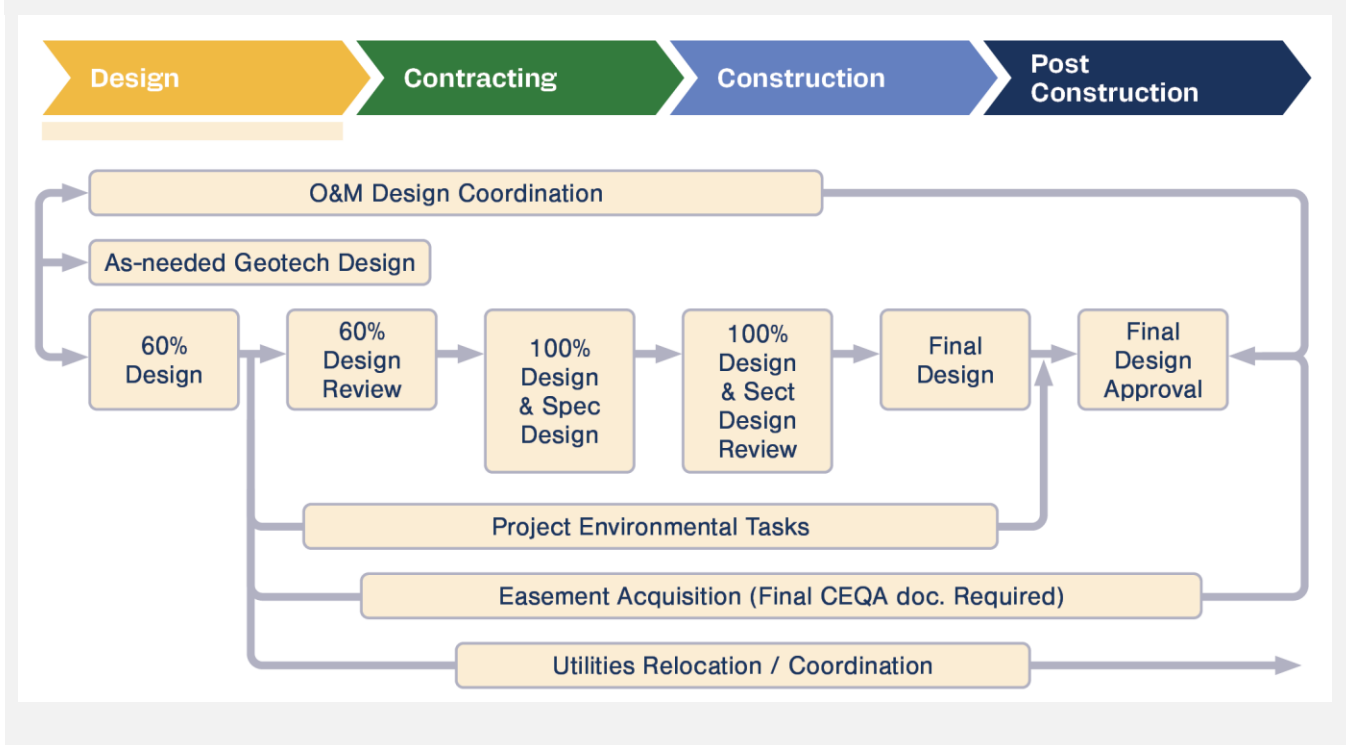 Design
Contracting
Construction
Post
Construction
O&M Design Coordination
As-needed Geotech Design
60%
Design
60%
Design
Review
100%
Design
& Spec
Design
100%
Design
& Sect
Design
Review
Final
Design
Final
Design
Approval
Project Environmental Tasks
Easement Acquisition (Final CEQA doc. Required)
Utilities Relocation / Coordination